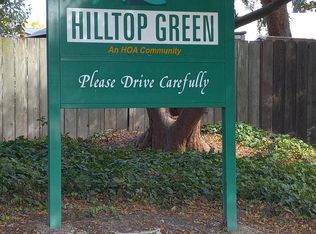 HILLTOP GREEN
An HOA Community
Please Drive Carefully